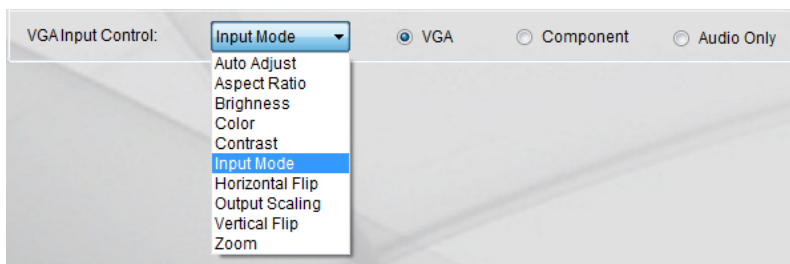 VGA Input Control: Input Mode VGA Component Audio Only
Auto Adjust
Aspect Ratio
Brighness
Color
Contrast
Input Mode
Horizontal Flip
Output Scaling
Vertical Flip
Zoom